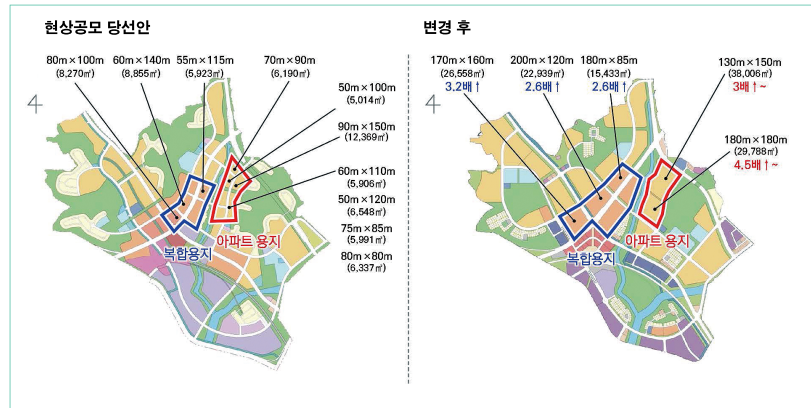 현상공모 당선안
80m×100m
(8,270㎡)
60m×140m
(8,855㎡)
55m×115m
(5,923㎡)
70m×90m
(6,190㎡)
50m×100m
(5,014㎡)
90m×150m
(12,369㎡)
60m×110m
(5,906㎡)
50m×120m
(6,548㎡)
75m×85m
(5,991㎡)
80m×80m
(6,337㎡)
아파트 용지
복합용지
변경 후
170m×160m
(26,558㎡)
3.2배↑
200m×120m
(22,939㎡)
2.6배↑
180m×85m
(15,433㎡)
2.6배↑
130m×150m
(38,006㎡)
3배↑~
180m×180m
(29,788㎡)
4.5배↑~
아파트 용지
복합용지